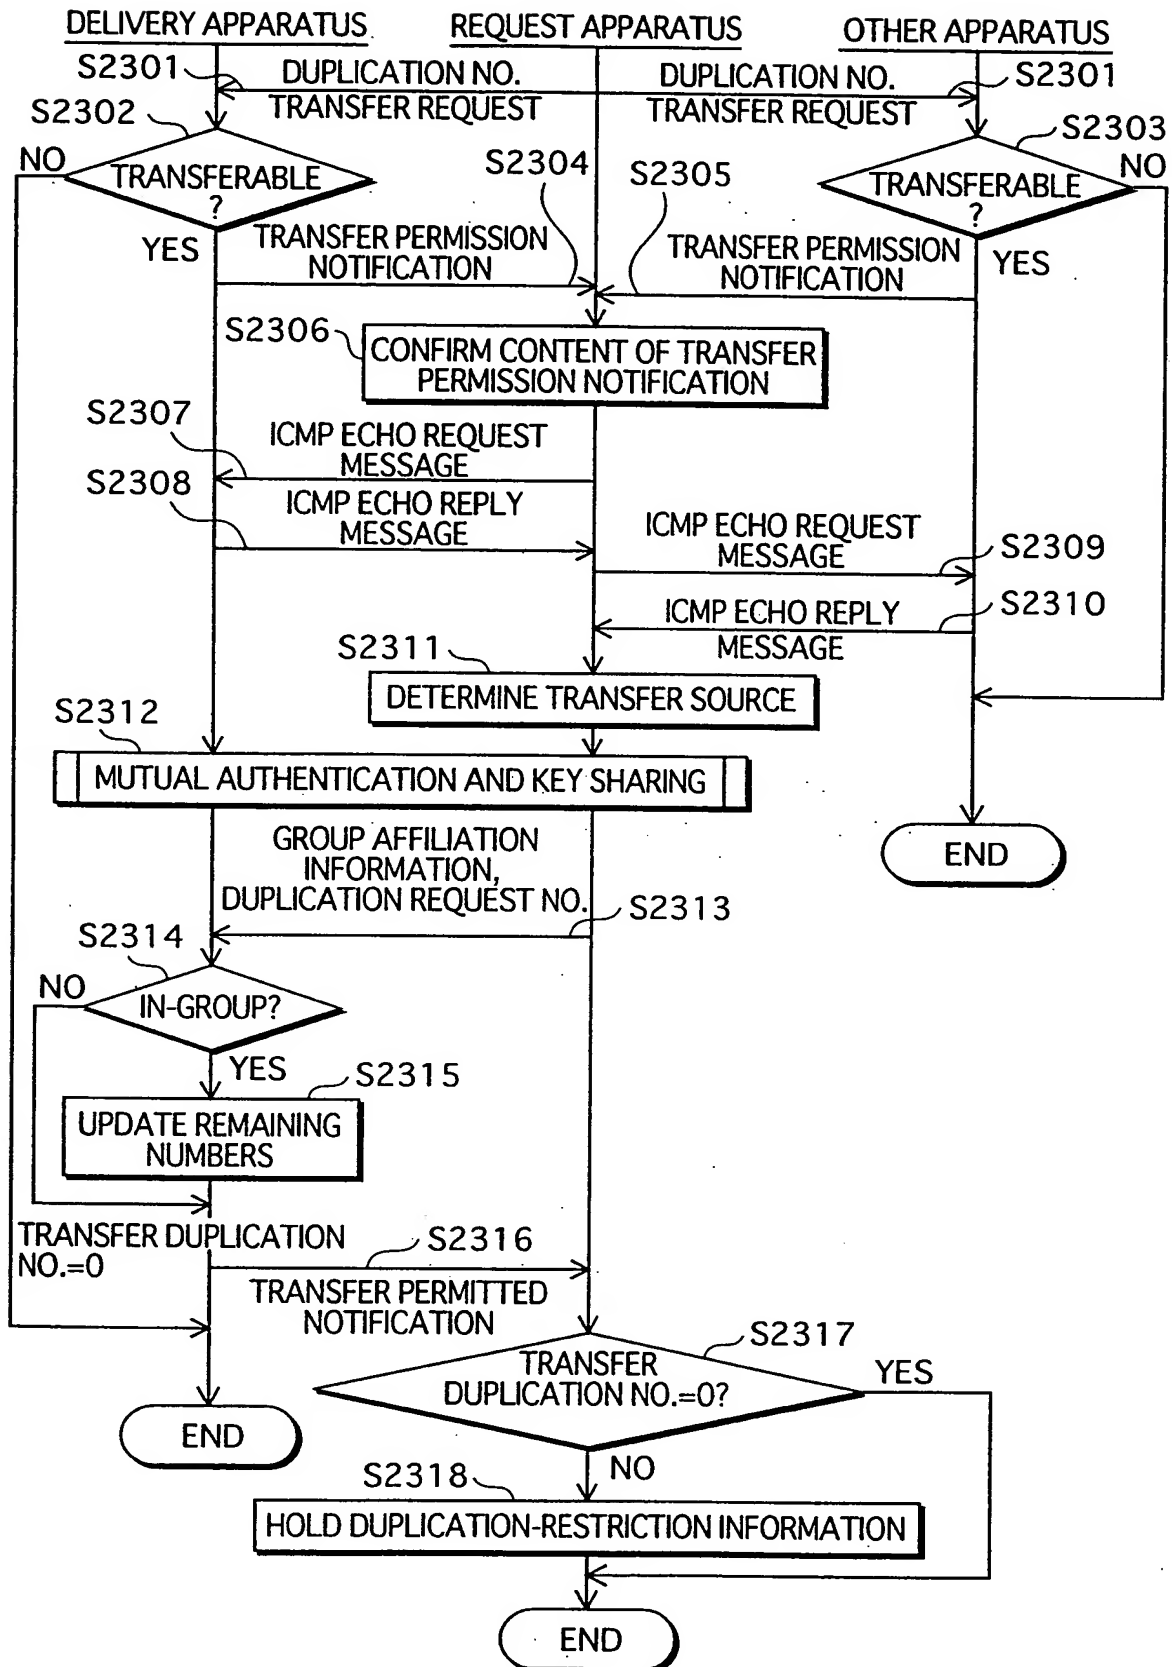 DELIVERY APPARATUS
REQUEST APPARATUS
OTHER APPARATUS
S2301
DUPLICATION NO.
TRANSFER REQUEST
DUPLICATION NO.
TRANSFER REQUEST
S2301
S2302
NO
TRANSFERABLE
?
YES
S2303
NO
TRANSFERABLE
?
YES
S2304
TRANSFER PERMISSION
NOTIFICATION
S2305
TRANSFER PERMISSION
NOTIFICATION
S2306
CONFIRM CONTENT OF TRANSFER
PERMISSION NOTIFICATION
S2307
ICMP ECHO REQUEST
MESSAGE
S2308
ICMP ECHO REPLY
MESSAGE
ICMP ECHO REQUEST
MESSAGE
S2309
ICMP ECHO REPLY
MESSAGE
S2310
S2311
DETERMINE TRANSFER SOURCE
S2312
MUTUAL AUTHENTICATION AND KEY SHARING
END
GROUP AFFILIATION
INFORMATION,
DUPLICATION REQUEST NO.
S2313
S2314
NO
IN-GROUP?
YES
S2315
UPDATE REMAINING
NUMBERS
TRANSFER DUPLICATION
NO.=0
S2316
TRANSFER PERMITTED
NOTIFICATION
END
S2317
TRANSFER
DUPLICATION NO.=0?
YES
NO
S2318
HOLD DUPLICATION-RESTRICTION INFORMATION
END